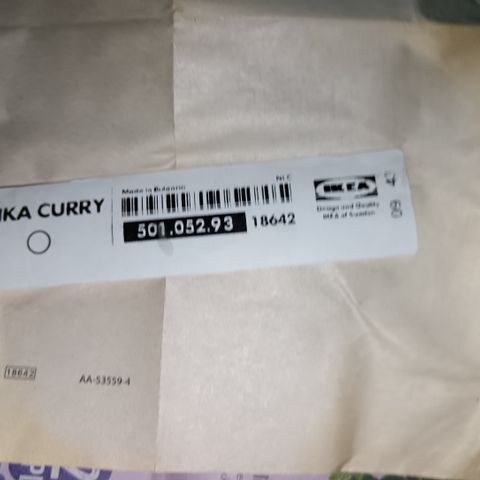 IKA CURRY
Made in Bulgaria
501.052.93
18642
IKEA
Design and Quality
IKEA of Sweden
18642
AA-53559-4